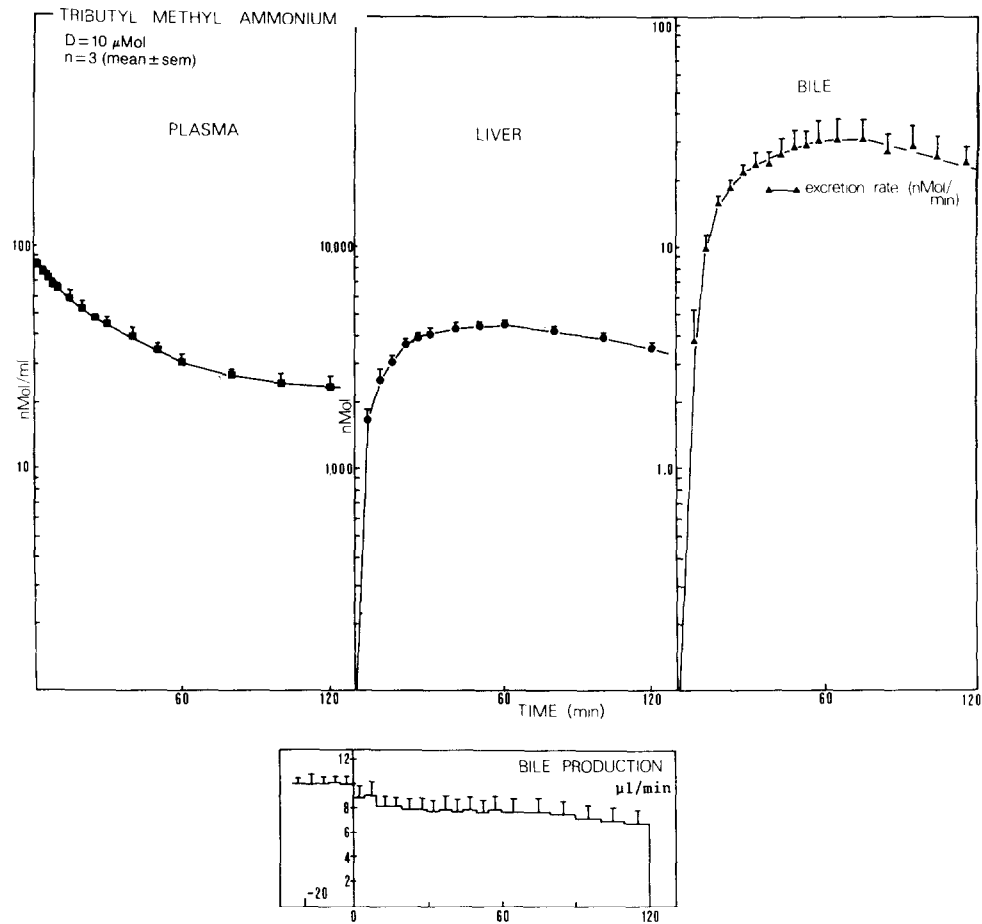 TRIBUTYL METHYL AMMONIUM
D = 10 µMol
n = 3 (mean ± sem)
PLASMA
LIVER
BILE
excretion rate (nMol/
min)
100
10
nMol/ml
10,000
1,000
nMol
100
10
1.0
60
120
60
120
60
120
TIME (min)
BILE PRODUCTION
µl/min
12
10
8
6
4
2
-20
0
60
120